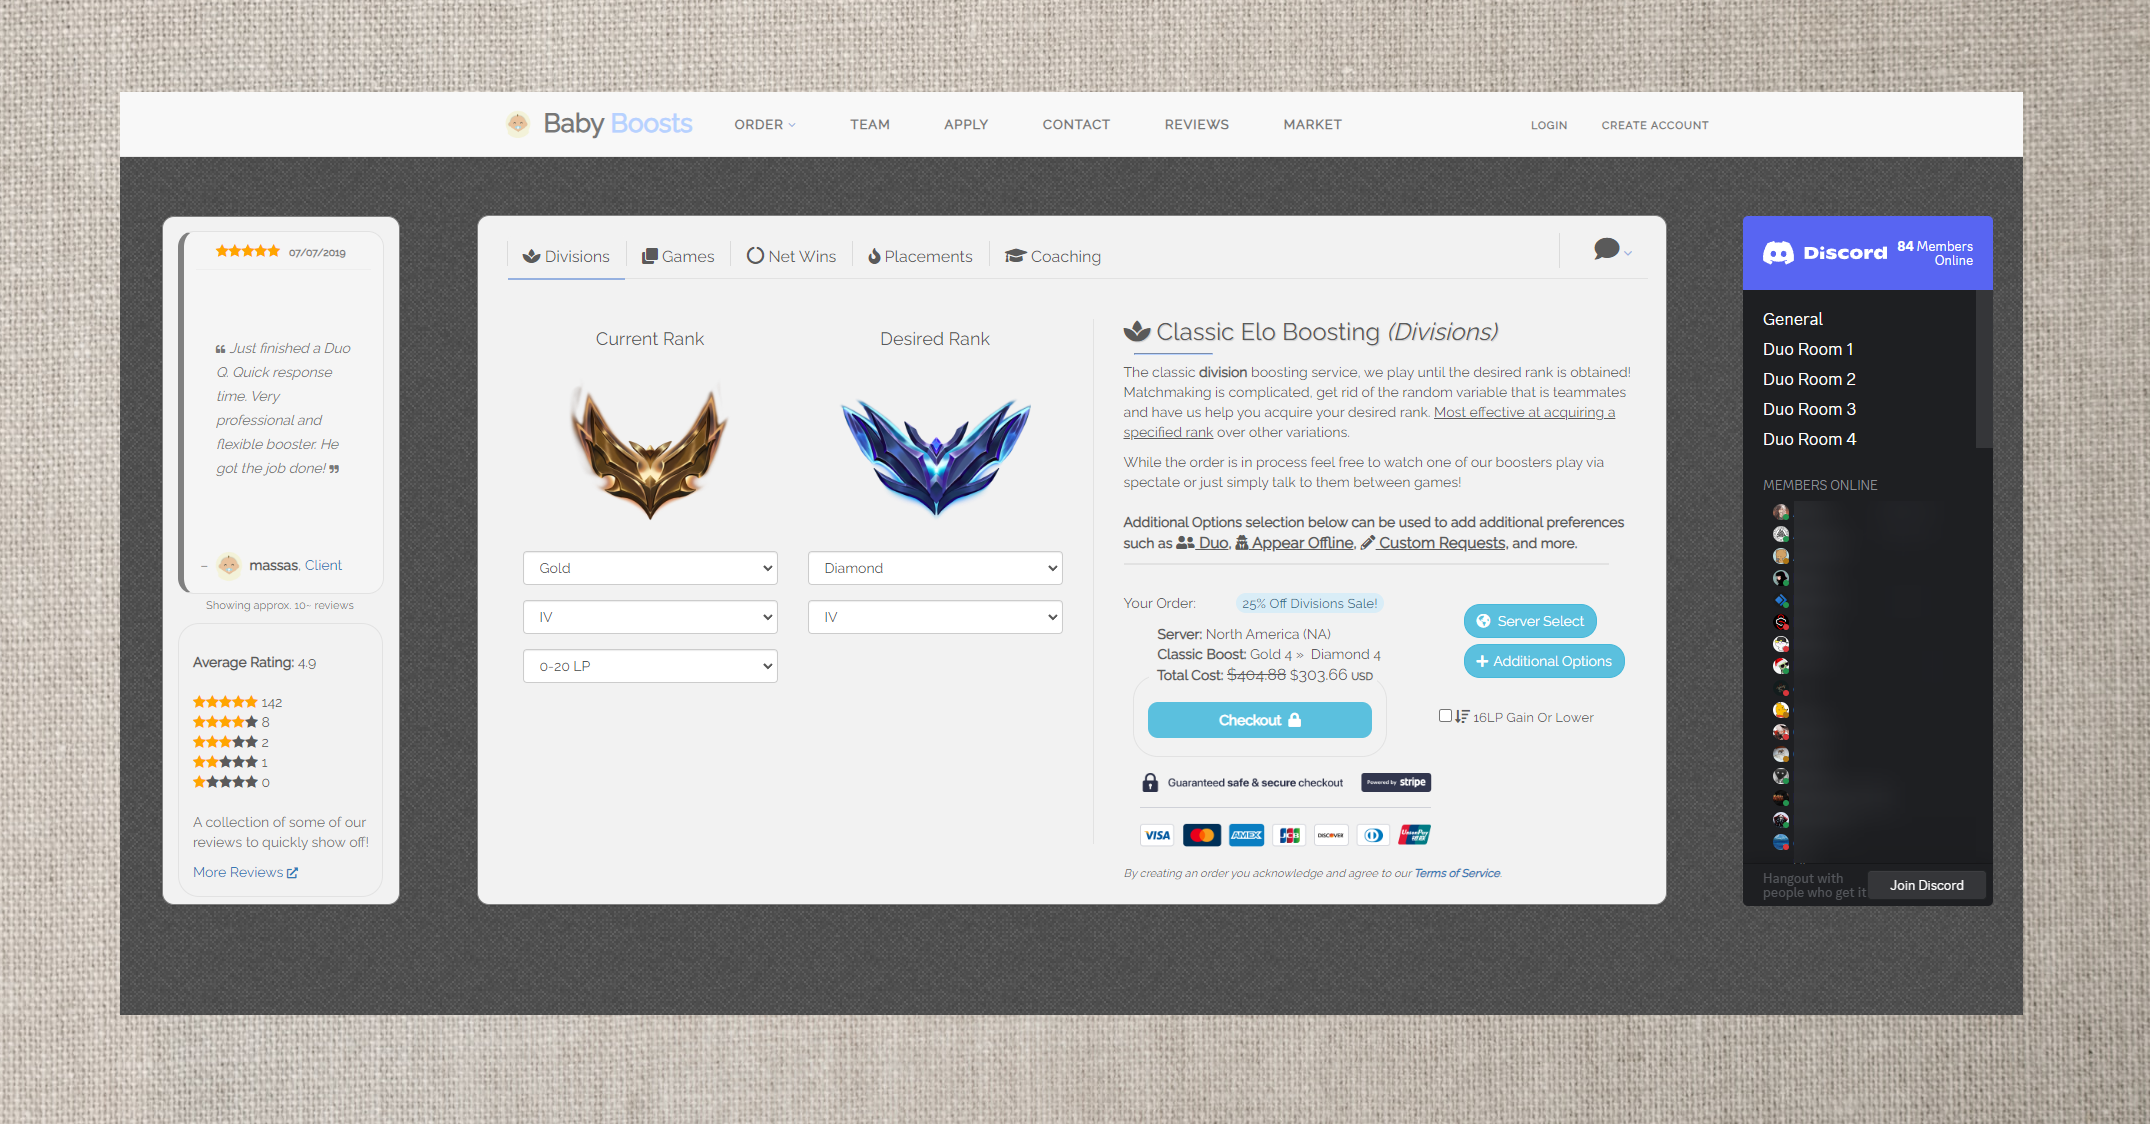 Baby Boosts
ORDER
TEAM
APPLY
CONTACT
REVIEWS
MARKET
LOGIN
CREATE ACCOUNT
07/07/2019
❝ Just finished a Duo
Q. Quick response
time. Very
professional and
flexible booster. He
got the job done! ❞
– massas, Client
Showing approx. 10~ reviews
Average Rating: 4.9
142
8
2
1
0
A collection of some of our
reviews to quickly show off!
More Reviews
Divisions
Games
Net Wins
Placements
Coaching
Current Rank
Desired Rank
Gold
Diamond
IV
IV
0-20 LP
Classic Elo Boosting (Divisions)
The classic division boosting service, we play until the desired rank is obtained!
Matchmaking is complicated, get rid of the random variable that is teammates
and have us help you acquire your desired rank. Most effective at acquiring a
specified rank over other variations.
While the order is in process feel free to watch one of our boosters play via
spectate or just simply talk to them between games!
Additional Options selection below can be used to add additional preferences
such as Duo, Appear Offline, Custom Requests, and more.
Your Order:
25% Off Divisions Sale!
Server: North America (NA)
Classic Boost: Gold 4 » Diamond 4
Total Cost: $404.88 $303.66 USD
Server Select
Additional Options
Checkout
16LP Gain Or Lower
Guaranteed safe & secure checkout
Powered by stripe
VISA
AMEX
JCB
DISCOVER
UnionPay
银联
By creating an order you acknowledge and agree to our Terms of Service.
Discord
84 Members
Online
General
Duo Room 1
Duo Room 2
Duo Room 3
Duo Room 4
MEMBERS ONLINE
Hangout with
people who get it
Join Discord